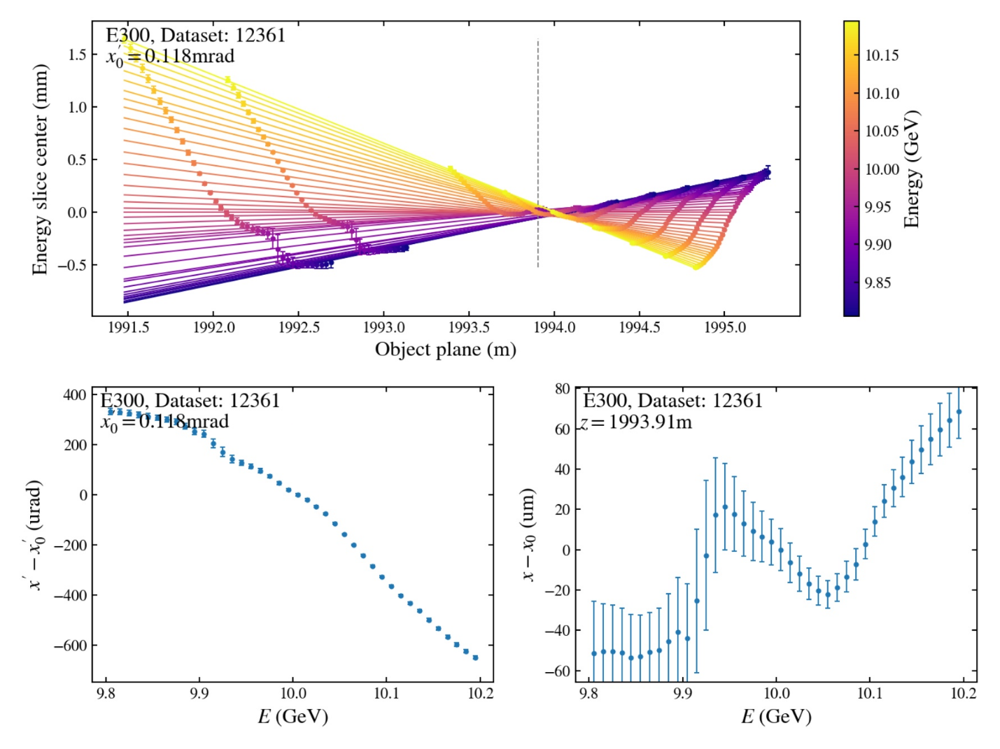 E300, Dataset: 12361
x′₀ = 0.118mrad
Energy slice center (mm)
1.5
1.0
0.5
0.0
−0.5
1991.5 1992.0 1992.5 1993.0 1993.5 1994.0 1994.5 1995.0
Object plane (m)
10.15
10.10
10.05
10.00
9.95
9.90
9.85
Energy (GeV)
E300, Dataset: 12361
x′₀ = 0.118mrad
x′ − x′₀ (urad)
400
200
0
−200
−400
−600
9.8 9.9 10.0 10.1 10.2
E (GeV)
E300, Dataset: 12361
z = 1993.91m
x − x₀ (um)
80
60
40
20
0
−20
−40
−60
9.8 9.9 10.0 10.1 10.2
E (GeV)